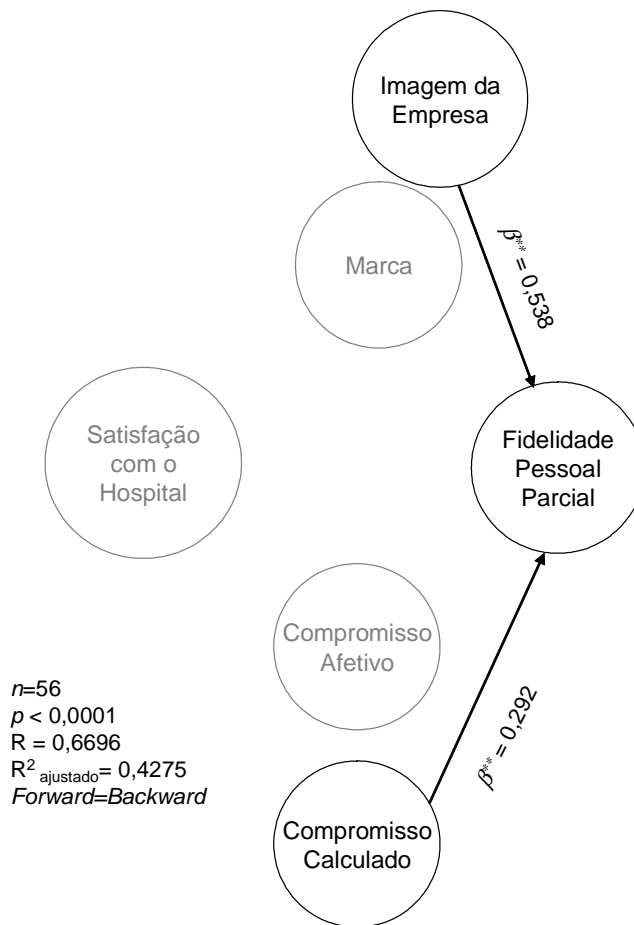 Imagem da
Empresa
Marca
β** = 0,538
Satisfação
com o
Hospital
Fidelidade
Pessoal
Parcial
Compromisso
Afetivo
n=56
p < 0,0001
R = 0,6696
R² ajustado= 0,4275
Forward=Backward
β** = 0,292
Compromisso
Calculado